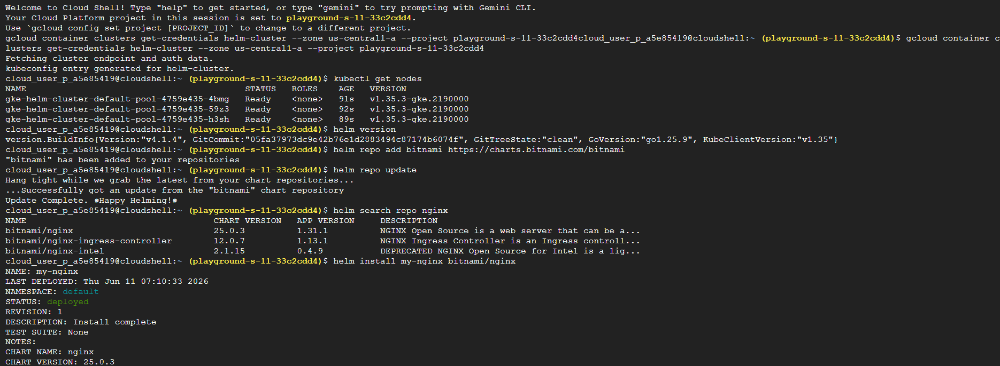 Welcome to Cloud Shell! Type "help" to get started, or type "gemini" to try prompting with Gemini CLI.
Your Cloud Platform project in this session is set to playground-s-11-33c2cdd4.
Use `gcloud config set project [PROJECT_ID]` to change to a different project.
gcloud container clusters get-credentials helm-cluster --zone us-central1-a --project playground-s-11-33c2cdd4cloud_user_p_a5e85419@cloudshell:~ (playground-s-11-33c2cdd4)$ gcloud container c
lusters get-credentials helm-cluster --zone us-central1-a --project playground-s-11-33c2cdd4
Fetching cluster endpoint and auth data.
kubeconfig entry generated for helm-cluster.
cloud_user_p_a5e85419@cloudshell:~ (playground-s-11-33c2cdd4)$ kubectl get nodes
NAME                                          STATUS   ROLES    AGE   VERSION
gke-helm-cluster-default-pool-4759e435-4bmg   Ready    <none>   91s   v1.35.3-gke.2190000
gke-helm-cluster-default-pool-4759e435-59z3   Ready    <none>   92s   v1.35.3-gke.2190000
gke-helm-cluster-default-pool-4759e435-h3sh   Ready    <none>   89s   v1.35.3-gke.2190000
cloud_user_p_a5e85419@cloudshell:~ (playground-s-11-33c2cdd4)$ helm version
version.BuildInfo{Version:"v4.1.4", GitCommit:"05fa37973dc9e42b76e1d2883494c87174b6074f", GitTreeState:"clean", GoVersion:"go1.25.9", KubeClientVersion:"v1.35"}
cloud_user_p_a5e85419@cloudshell:~ (playground-s-11-33c2cdd4)$ helm repo add bitnami https://charts.bitnami.com/bitnami
"bitnami" has been added to your repositories
cloud_user_p_a5e85419@cloudshell:~ (playground-s-11-33c2cdd4)$ helm repo update
Hang tight while we grab the latest from your chart repositories...
...Successfully got an update from the "bitnami" chart repository
Update Complete. ⎈Happy Helming!⎈
cloud_user_p_a5e85419@cloudshell:~ (playground-s-11-33c2cdd4)$ helm search repo nginx
NAME                                    CHART VERSION   APP VERSION     DESCRIPTION
bitnami/nginx                           25.0.3          1.31.1          NGINX Open Source is a web server that can be a...
bitnami/nginx-ingress-controller        12.0.7          1.13.1          NGINX Ingress Controller is an Ingress controll...
bitnami/nginx-intel                     2.1.15          0.4.9           DEPRECATED NGINX Open Source for Intel is a lig...
cloud_user_p_a5e85419@cloudshell:~ (playground-s-11-33c2cdd4)$ helm install my-nginx bitnami/nginx
NAME: my-nginx
LAST DEPLOYED: Thu Jun 11 07:10:33 2026
NAMESPACE: default
STATUS: deployed
REVISION: 1
DESCRIPTION: Install complete
TEST SUITE: None
NOTES:
CHART NAME: nginx
CHART VERSION: 25.0.3